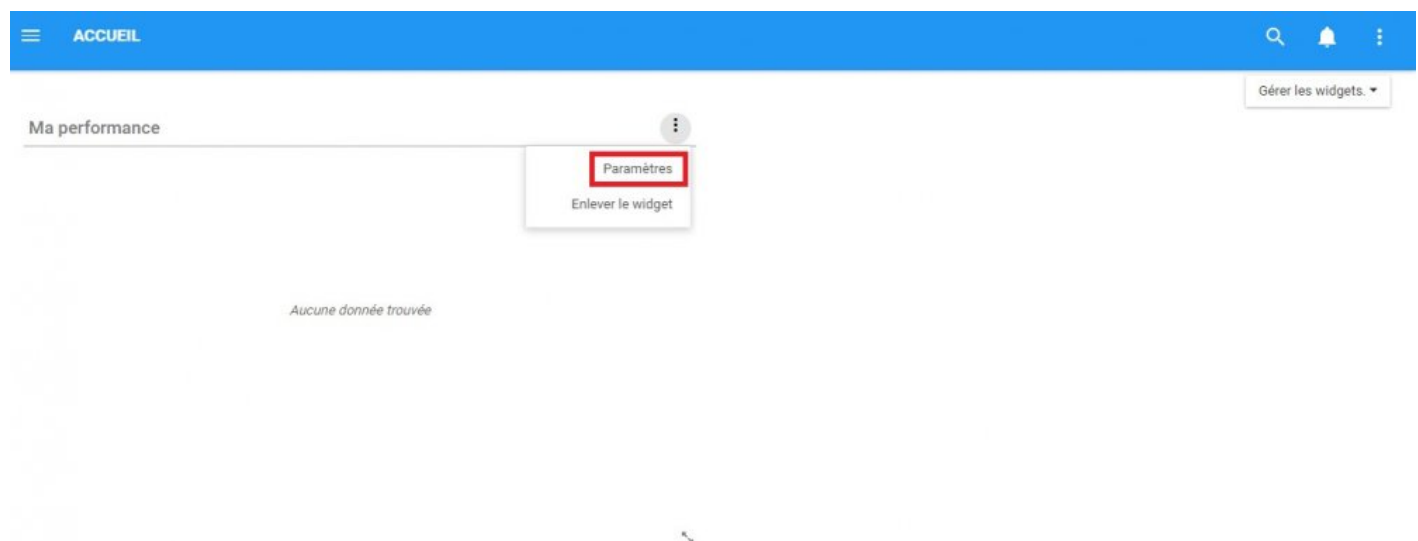 ACCUEIL
Gérer les widgets.
Ma performance
Paramètres
Enlever le widget
Aucune donnée trouvée